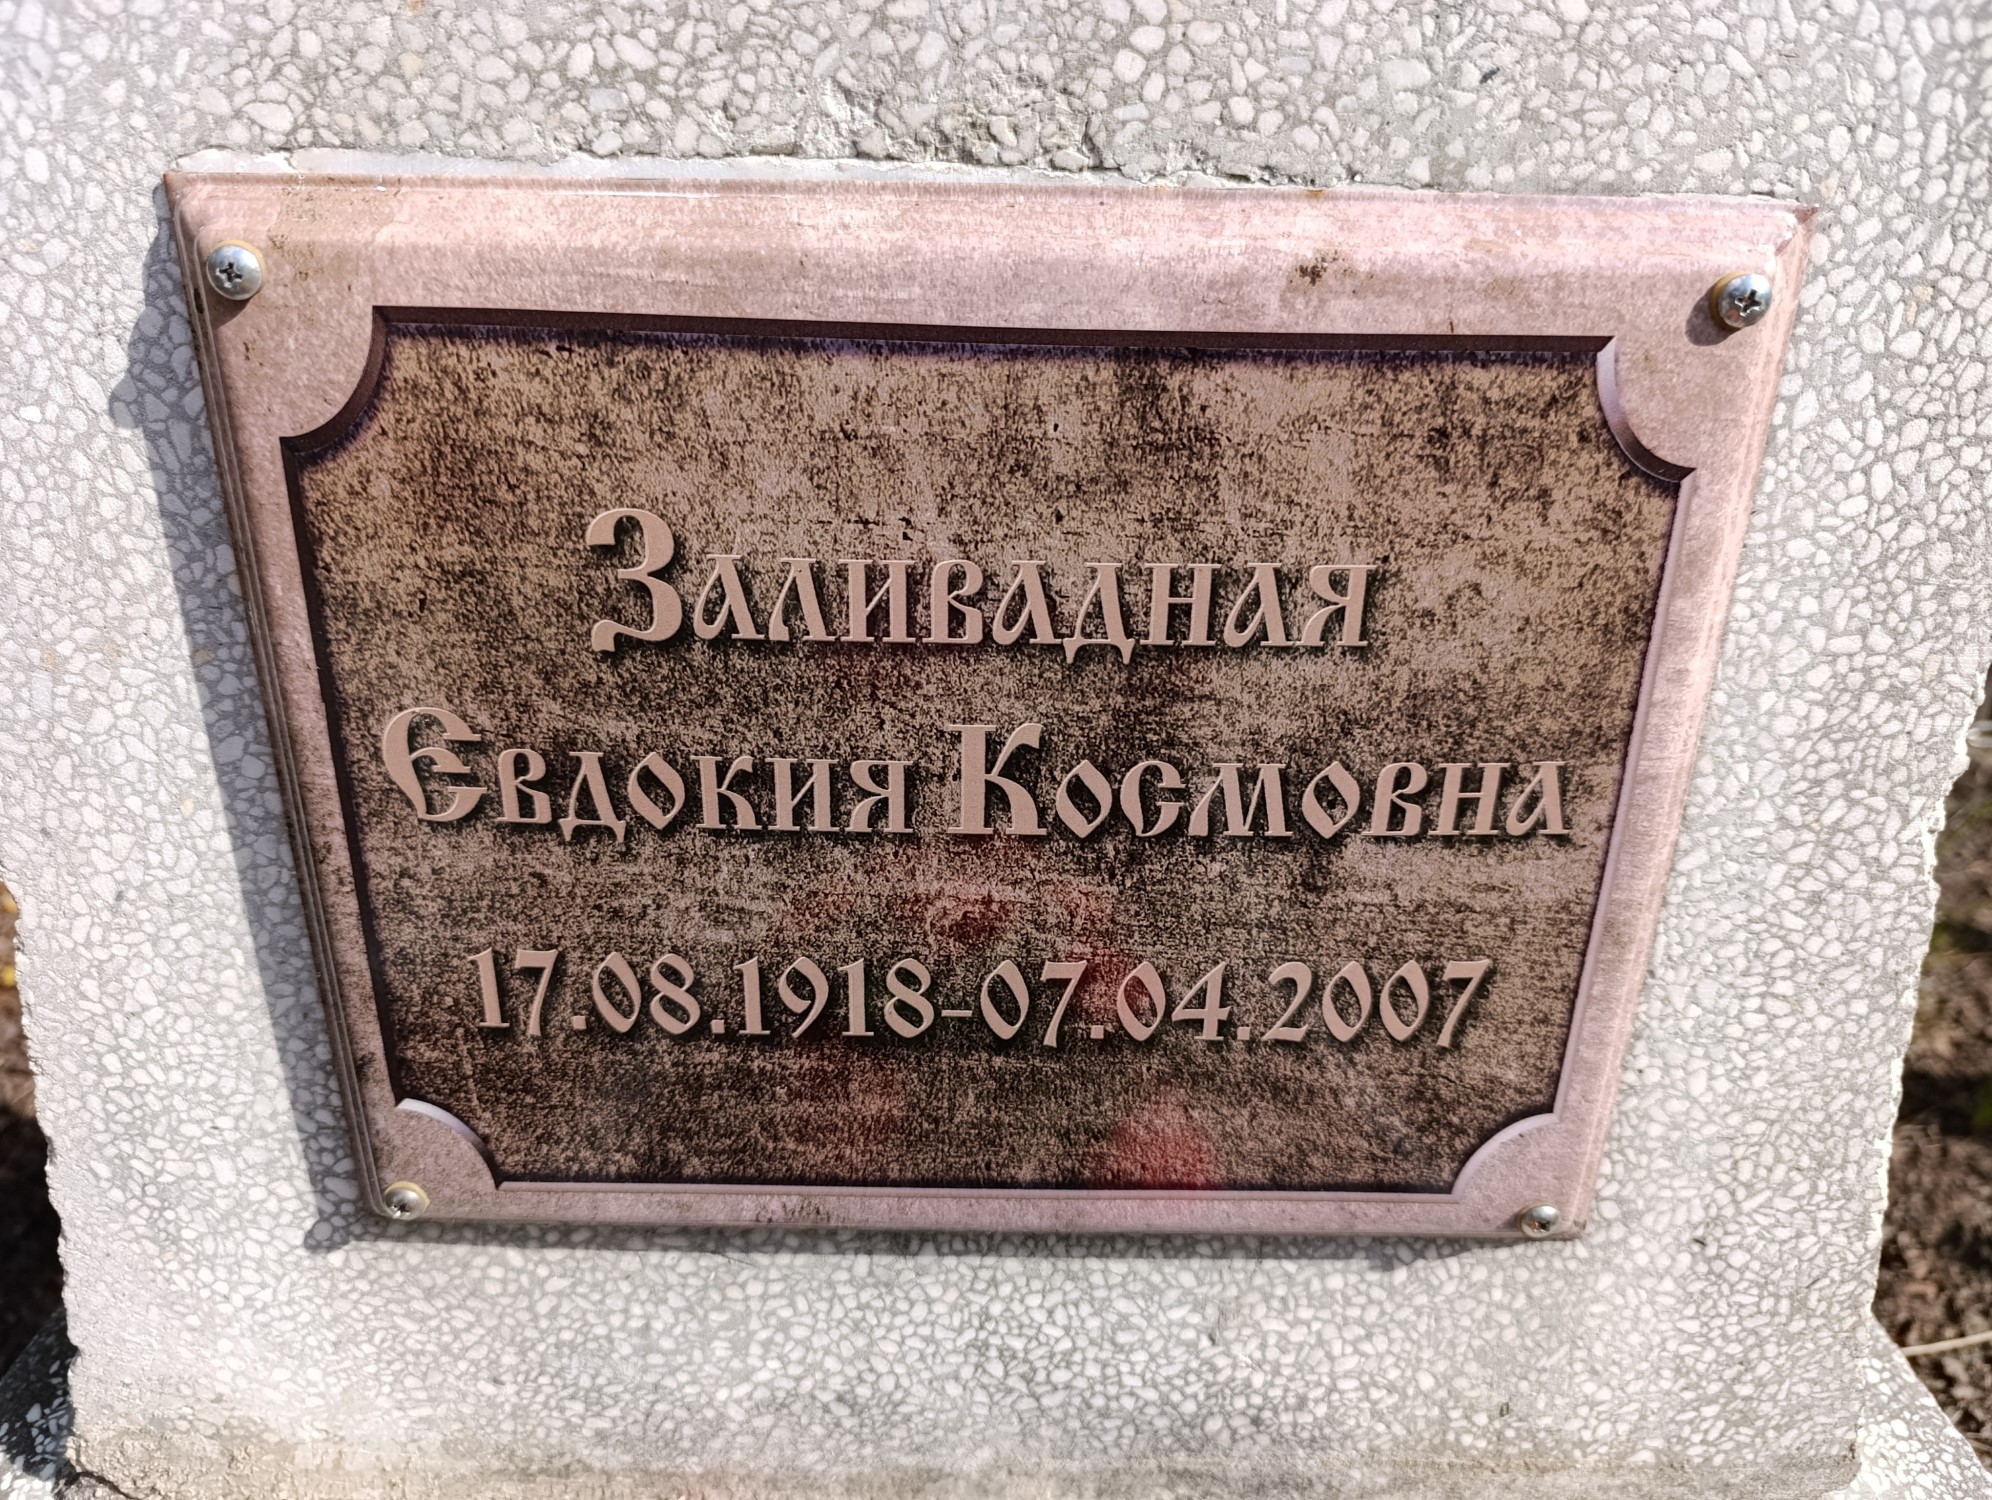 Заливадная
Евдокия Космовна
17.08.1918-07.04.2007